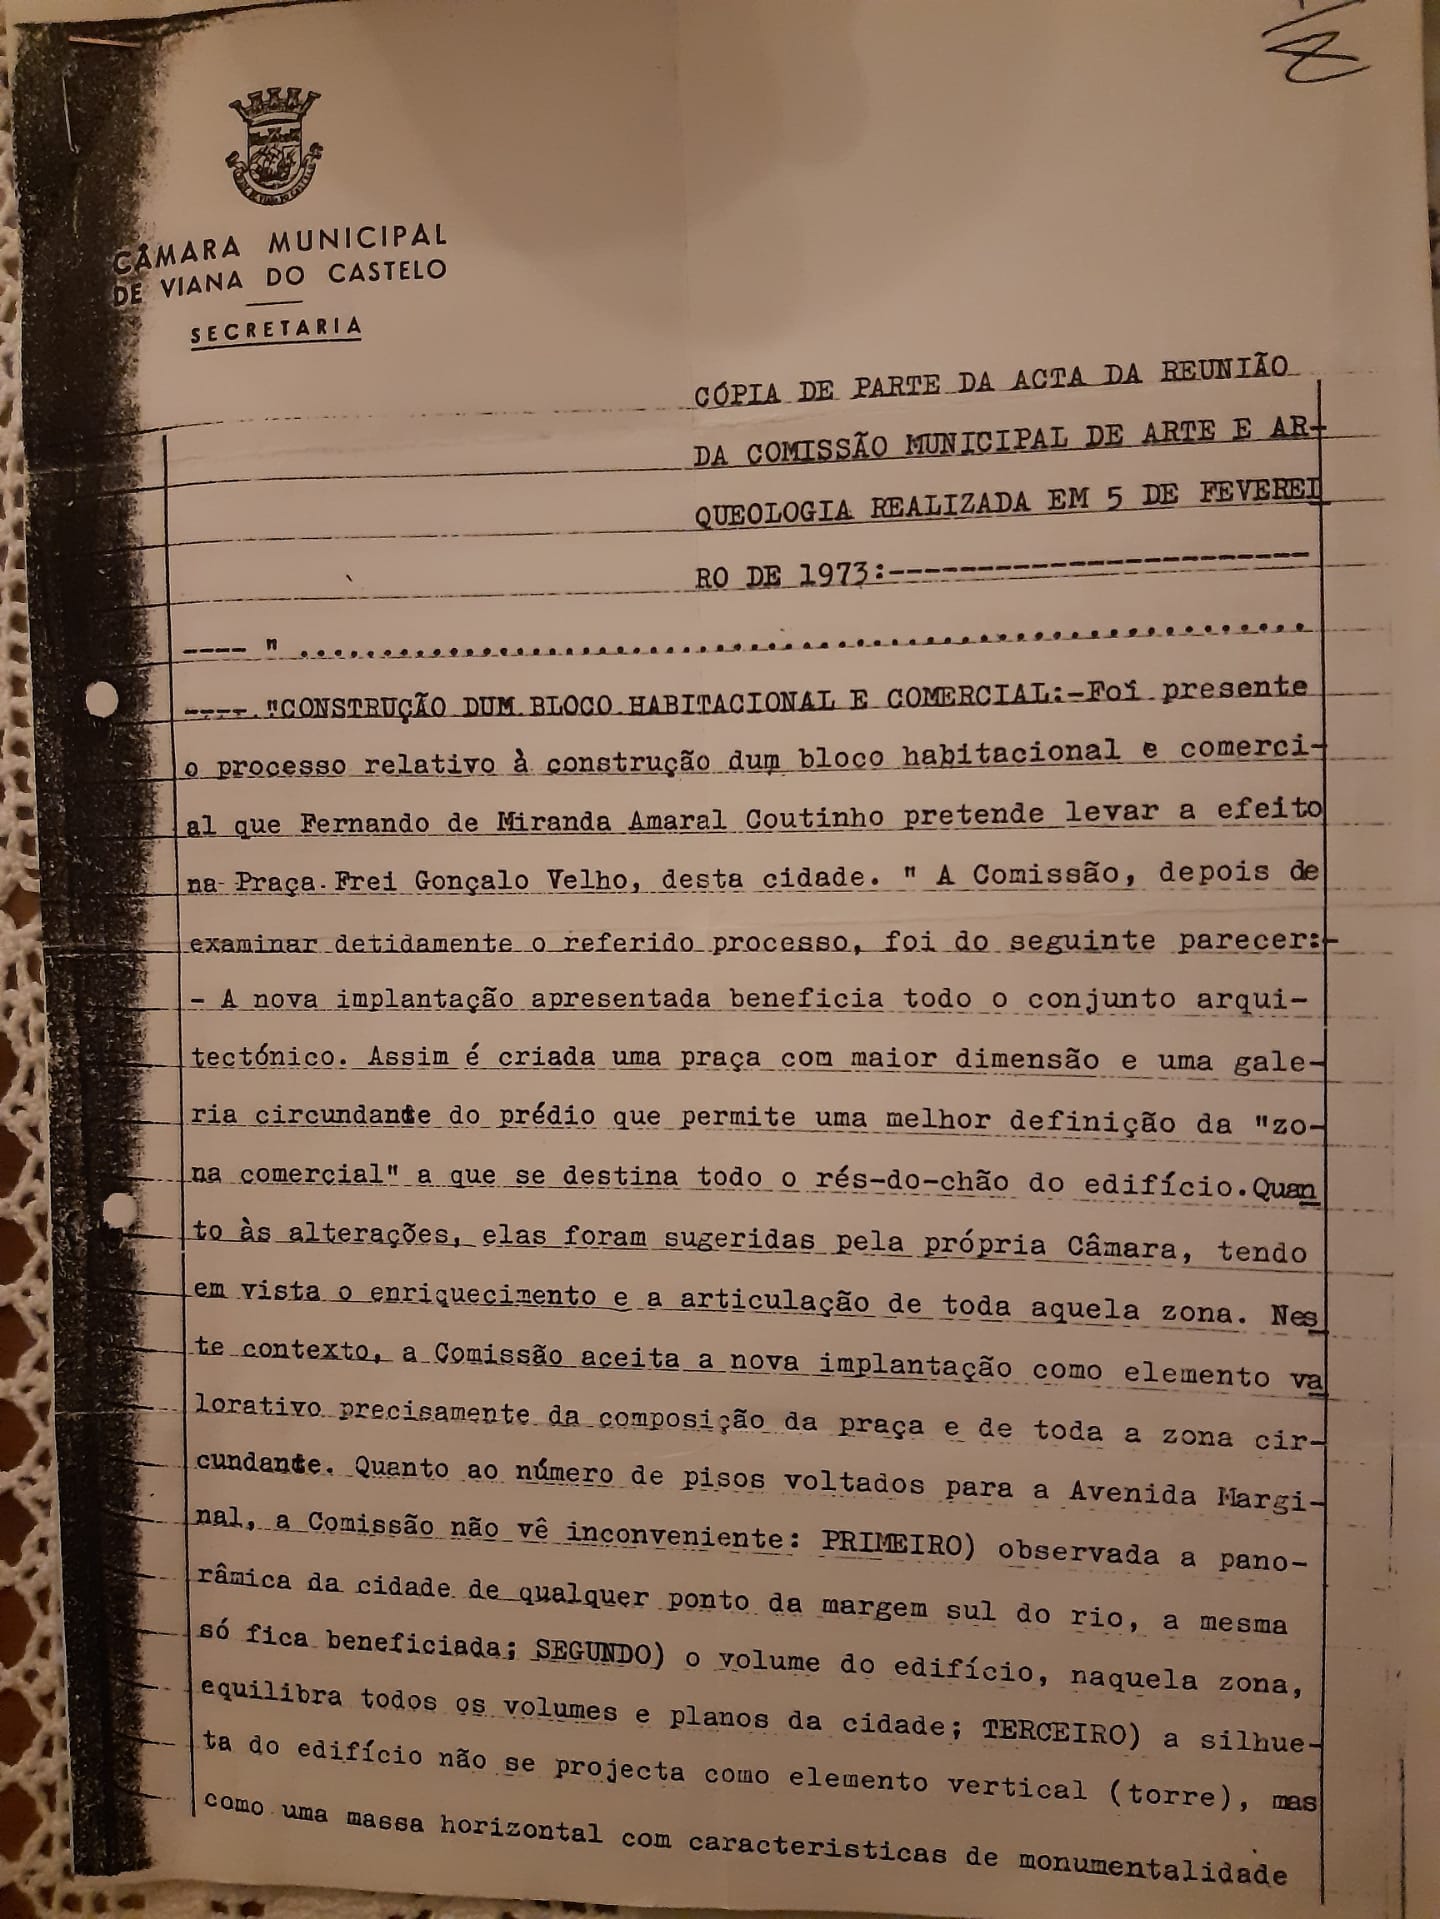 CÂMARA MUNICIPAL
DE VIANA DO CASTELO
SECRETARIA
CÓPIA DE PARTE DA ACTA DA REUNIÃO
DA COMISSÃO MUNICIPAL DE ARTE E AR-
QUEOLOGIA REALIZADA EM 5 DE FEVEREI
RO DE 1973:-----------------------
---- " ......................................
---- "CONSTRUÇÃO DUM BLOCO HABITACIONAL E COMERCIAL:-Foi presente
o processo relativo à construção dum bloco habitacional e comerci-
al que Fernando de Miranda Amaral Coutinho pretende levar a efeito
na Praça Frei Gonçalo Velho, desta cidade. " A Comissão, depois de
examinar detidamente o referido processo, foi do seguinte parecer:-
- A nova implantação apresentada beneficia todo o conjunto arqui-
tectónico. Assim é criada uma praça com maior dimensão e uma gale-
ria circundante do prédio que permite uma melhor definição da "zo-
na comercial" a que se destina todo o rés-do-chão do edifício.Quan
to às alterações, elas foram sugeridas pela própria Câmara, tendo
em vista o enriquecimento e a articulação de toda aquela zona. Nes
te contexto, a Comissão aceita a nova implantação como elemento va
lorativo precisamente da composição da praça e de toda a zona cir-
cundante. Quanto ao número de pisos voltados para a Avenida Margi-
nal, a Comissão não vê inconveniente: PRIMEIRO) observada a pano-
râmica da cidade de qualquer ponto da margem sul do rio, a mesma
só fica beneficiada; SEGUNDO) o volume do edifício, naquela zona,
equilibra todos os volumes e planos da cidade; TERCEIRO) a silhue-
ta do edifício não se projecta como elemento vertical (torre), mas
como uma massa horizontal com caracteristicas de monumentalidade